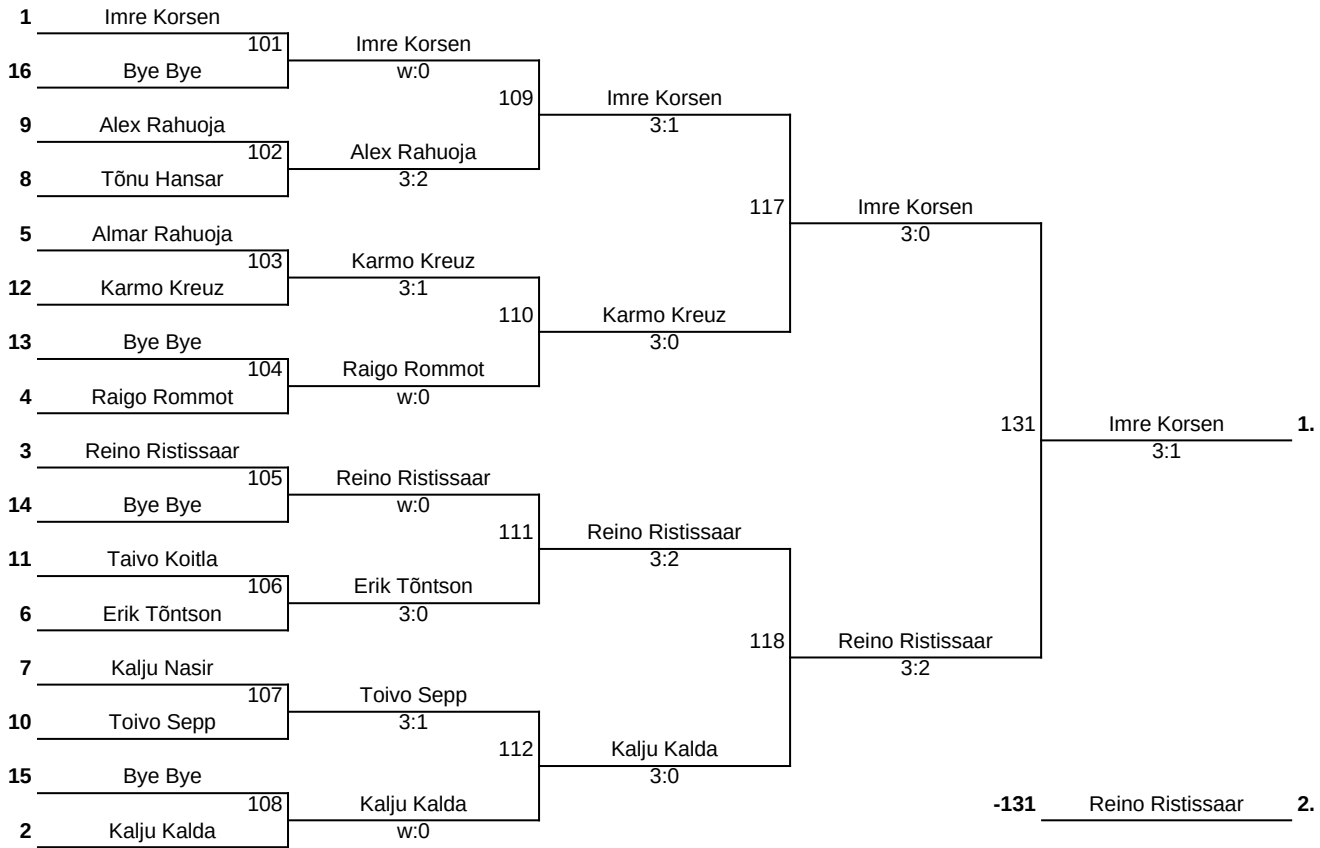 1 Imre Korsen
101 Imre Korsen
16 Bye Bye w:0
109 Imre Korsen
9 Alex Rahuoja 3:1
102 Alex Rahuoja
8 Tõnu Hansar 3:2
117 Imre Korsen
5 Almar Rahuoja 3:0
103 Karmo Kreuz
12 Karmo Kreuz 3:1
110 Karmo Kreuz
13 Bye Bye 3:0
104 Raigo Rommot
4 Raigo Rommot w:0
131 Imre Korsen 1.
3 Reino Ristissaar 3:1
105 Reino Ristissaar
14 Bye Bye w:0
111 Reino Ristissaar
11 Taivo Koitla 3:2
106 Erik Tõntson
6 Erik Tõntson 3:0
118 Reino Ristissaar
7 Kalju Nasir 3:2
107 Toivo Sepp
10 Toivo Sepp 3:1
112 Kalju Kalda
15 Bye Bye 3:0
108 Kalju Kalda -131 Reino Ristissaar 2.
2 Kalju Kalda w:0